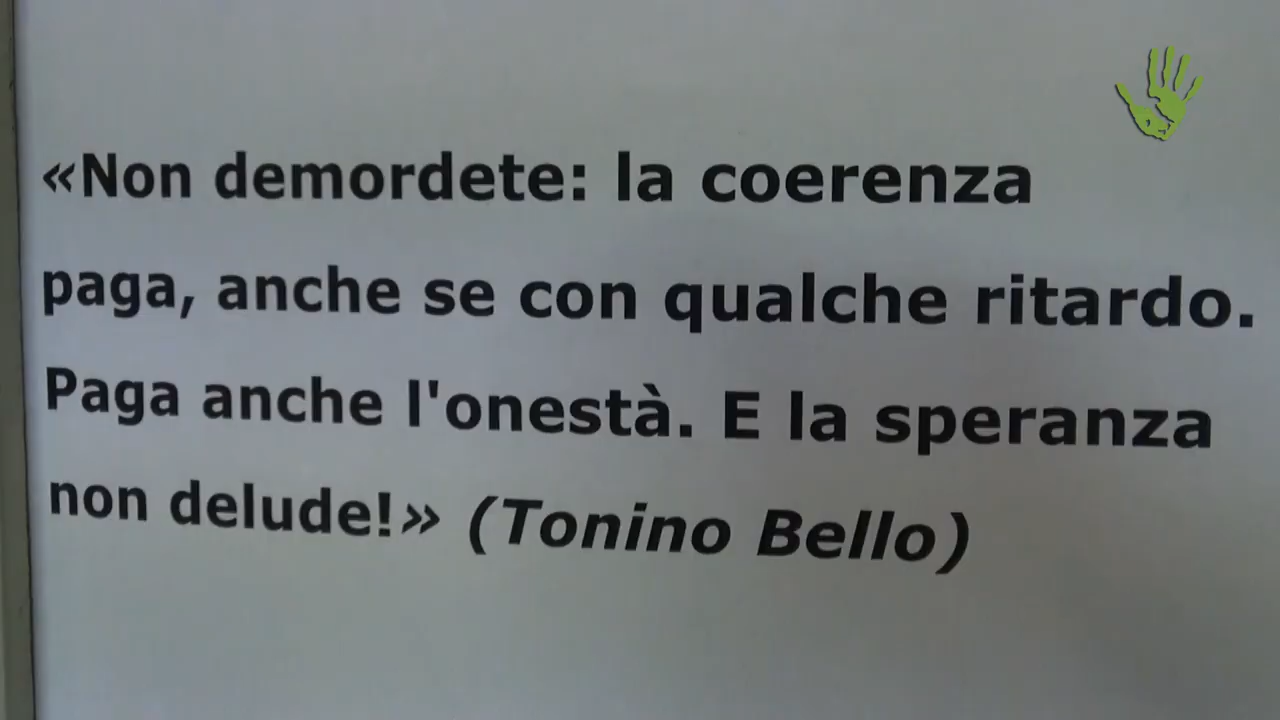 «Non demordete: la coerenza
paga, anche se con qualche ritardo.
Paga anche l'onestà. E la speranza
non delude!» (Tonino Bello)